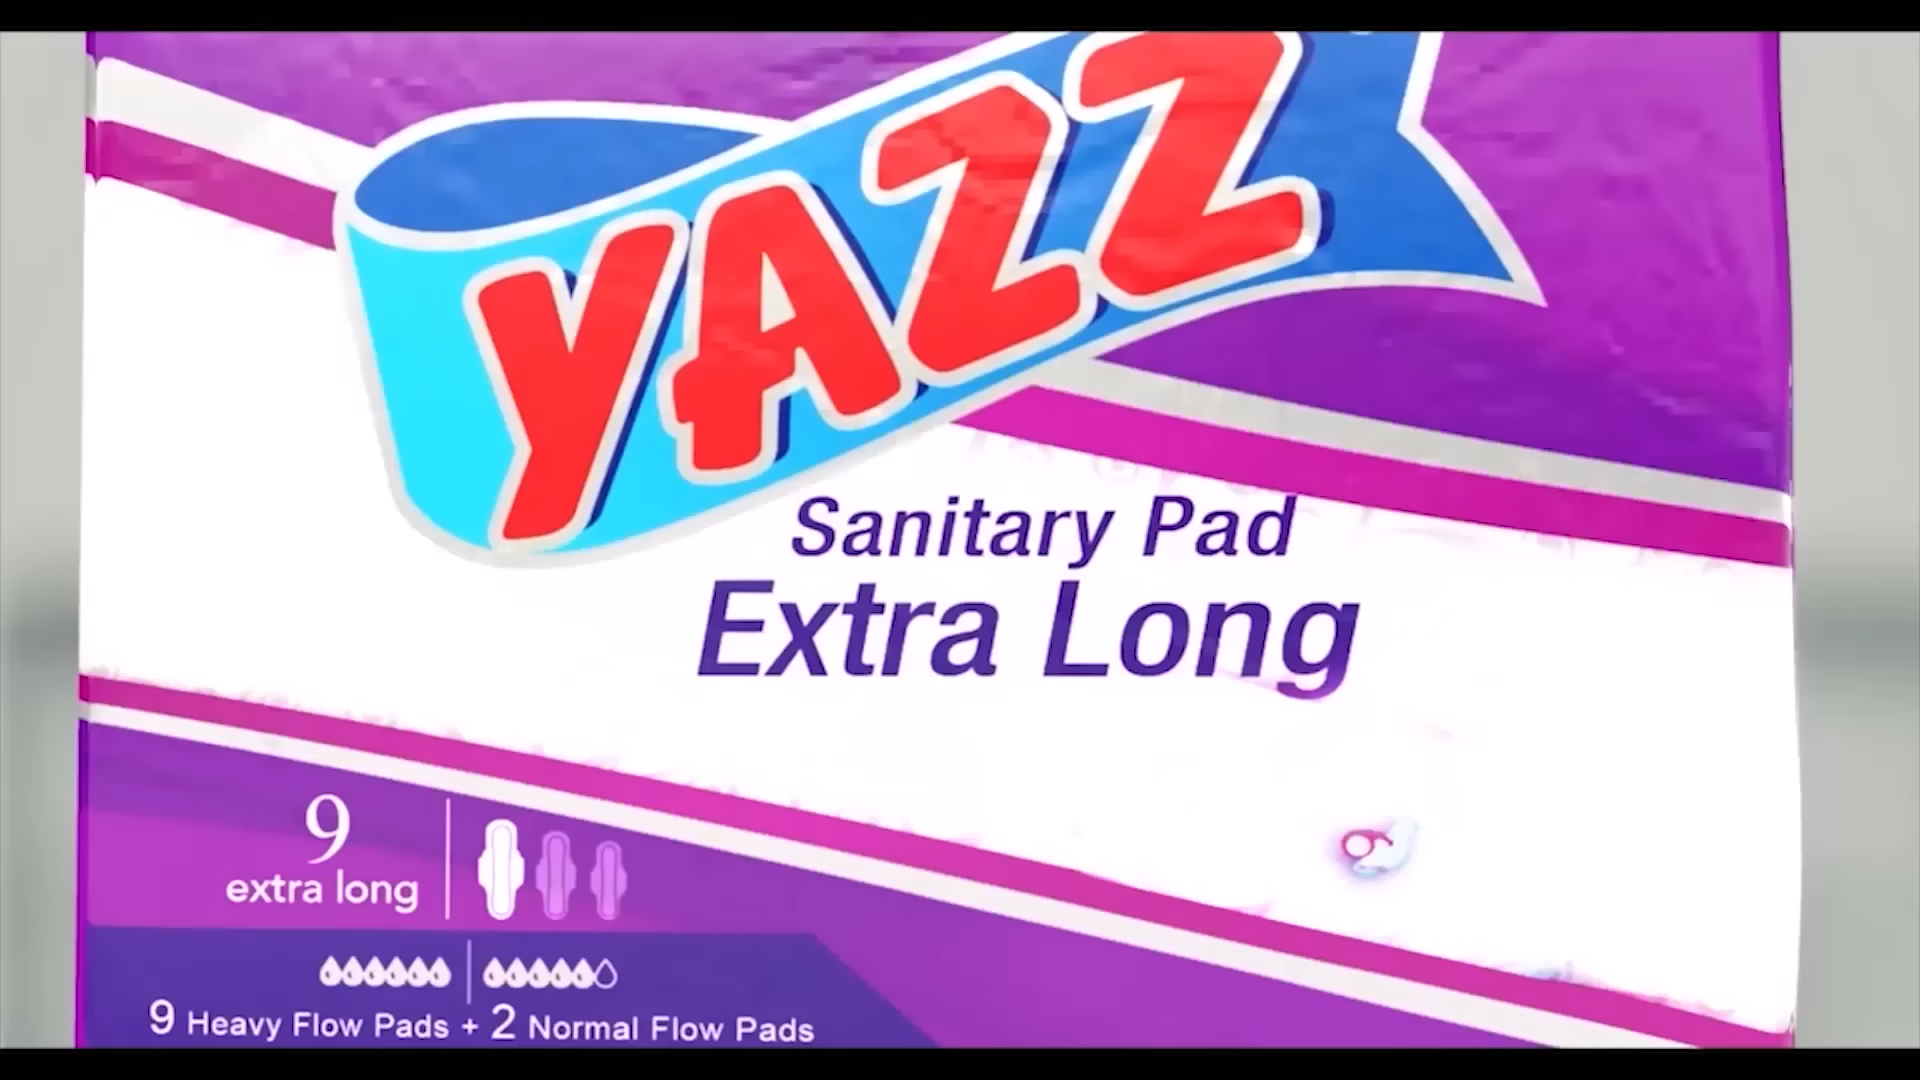 YAZZ
Sanitary Pad
Extra Long
9
extra long
9 Heavy Flow Pads + 2 Normal Flow Pads